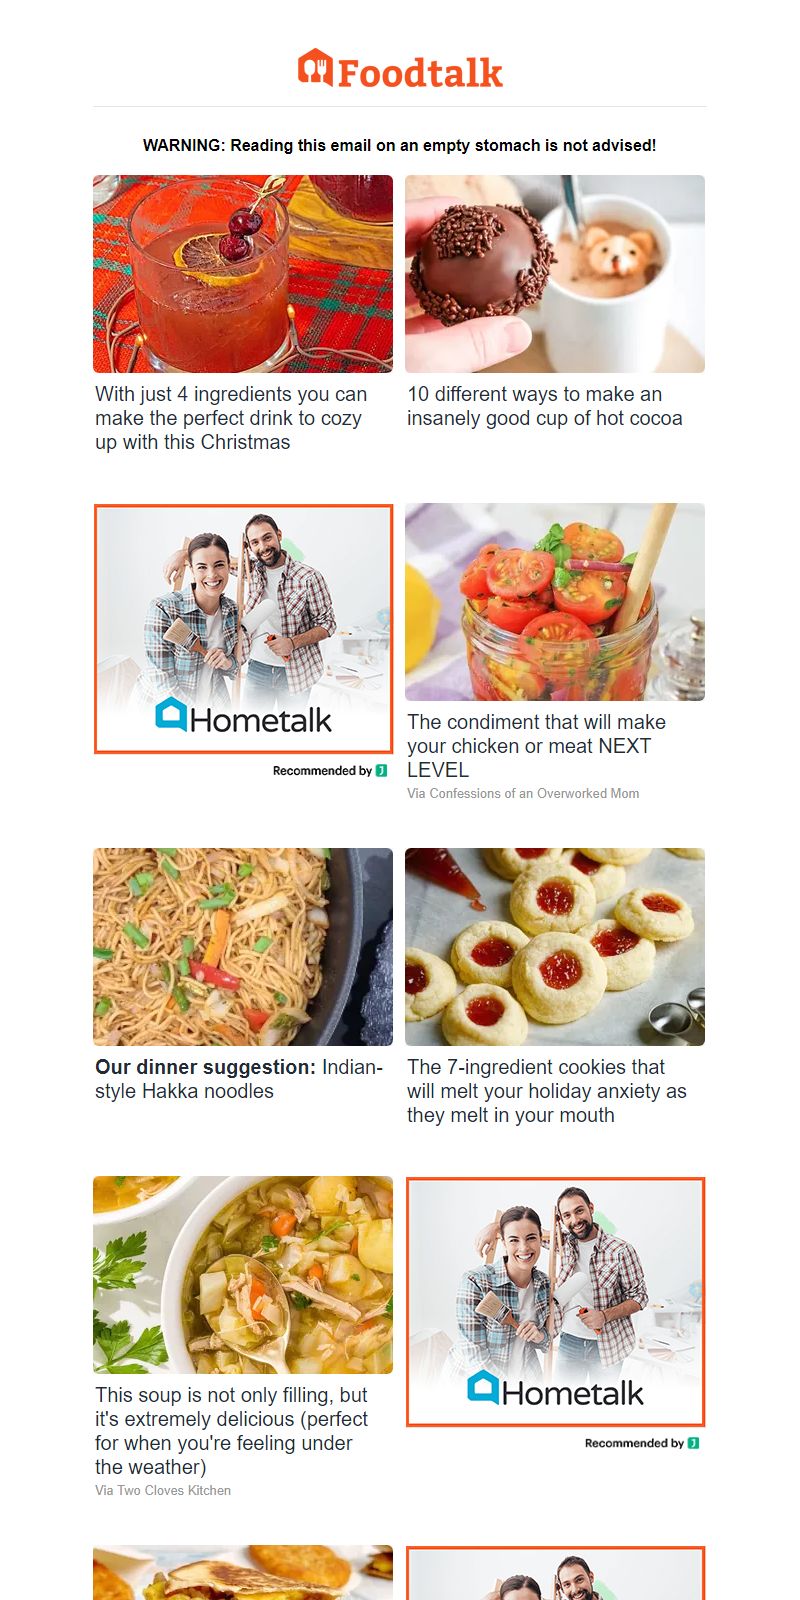 Foodtalk
WARNING: Reading this email on an empty stomach is not advised!
With just 4 ingredients you can
make the perfect drink to cozy
up with this Christmas
10 different ways to make an
insanely good cup of hot cocoa
Hometalk
Recommended by
The condiment that will make
your chicken or meat NEXT
LEVEL
Via Confessions of an Overworked Mom
Our dinner suggestion: Indian-
style Hakka noodles
The 7-ingredient cookies that
will melt your holiday anxiety as
they melt in your mouth
This soup is not only filling, but
it's extremely delicious (perfect
for when you're feeling under
the weather)
Via Two Cloves Kitchen
Hometalk
Recommended by